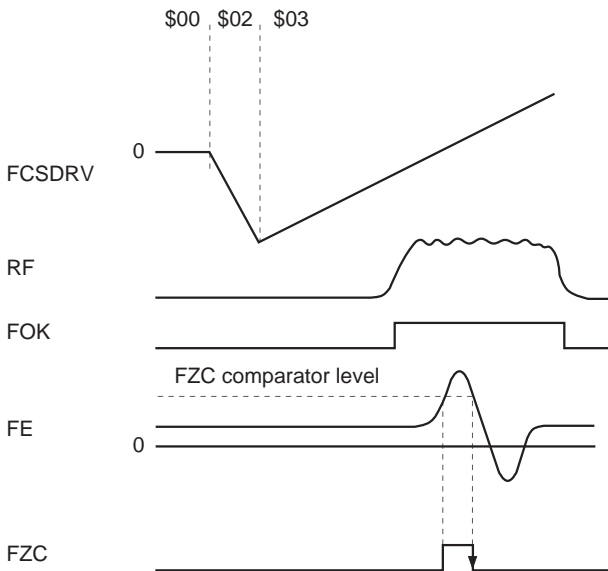 $00 $02 $03
0
FCSDRV
RF
FOK
FZC comparator level
FE
0
FZC